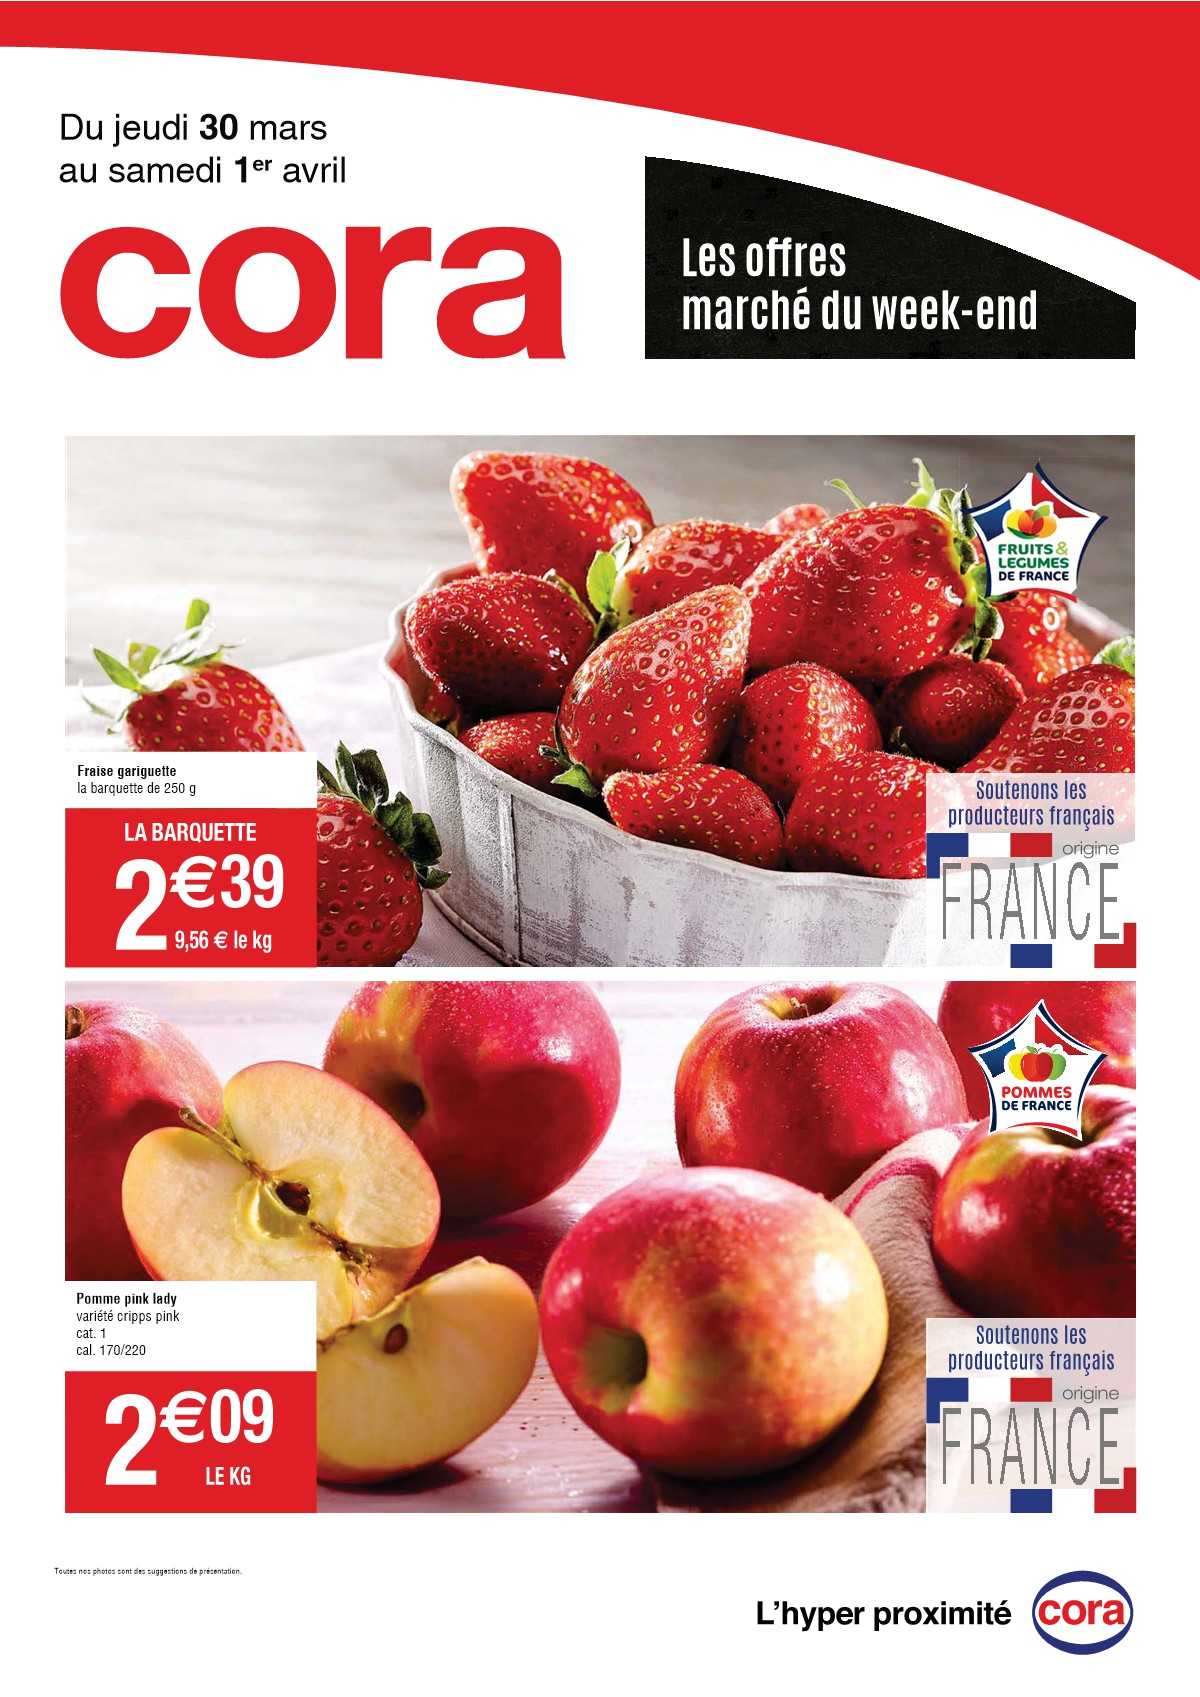 Du jeudi 30 mars
au samedi 1er avril
cora
Les offres
marché du week-end
FRUITS &
LEGUMES
DE FRANCE
Fraise gariguette
la barquette de 250 g
LA BARQUETTE
2€39
9,56 € le kg
Soutenons les
producteurs français
origine
FRANCE
POMMES
DE FRANCE
Pomme pink lady
variété cripps pink
cat. 1
cal. 170/220
2€09
LE KG
Soutenons les
producteurs français
origine
FRANCE
Toutes nos photos sont des suggestions de présentation.
L'hyper proximité
cora